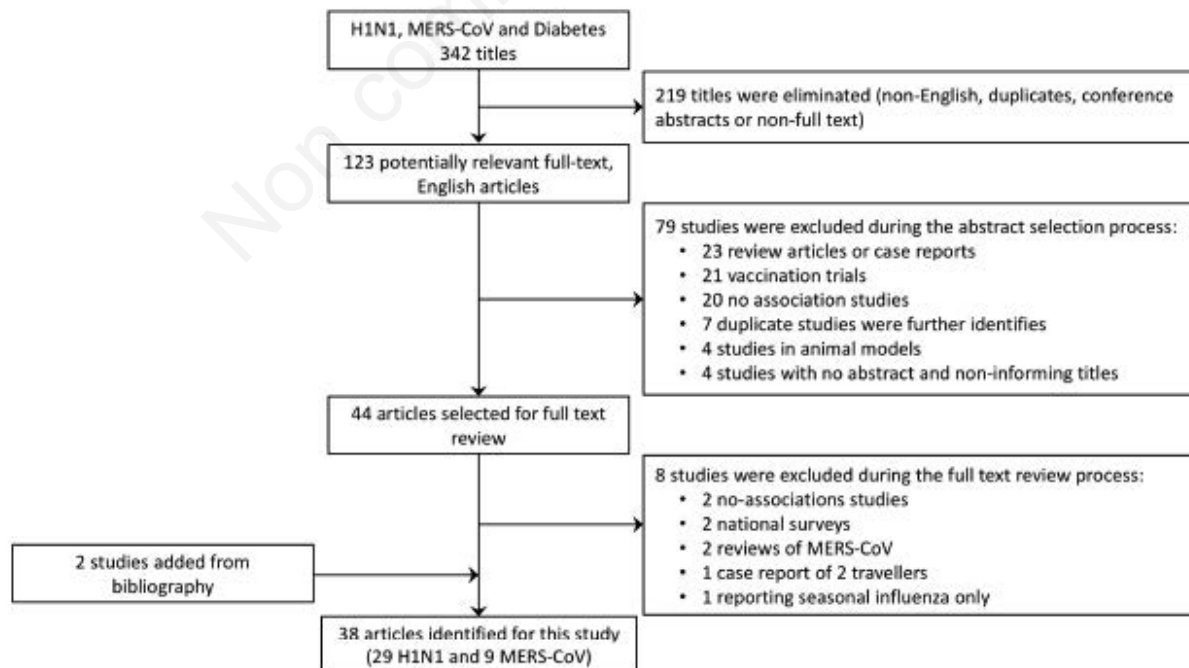 Non com
H1N1, MERS-CoV and Diabetes
342 titles
219 titles were eliminated (non-English, duplicates, conference
abstracts or non-full text)
123 potentially relevant full-text,
English articles
79 studies were excluded during the abstract selection process:
• 23 review articles or case reports
• 21 vaccination trials
• 20 no association studies
• 7 duplicate studies were further identifies
• 4 studies in animal models
• 4 studies with no abstract and non-informing titles
44 articles selected for full text
review
8 studies were excluded during the full text review process:
• 2 no-associations studies
• 2 national surveys
• 2 reviews of MERS-CoV
• 1 case report of 2 travellers
• 1 reporting seasonal influenza only
2 studies added from
bibliography
38 articles identified for this study
(29 H1N1 and 9 MERS-CoV)